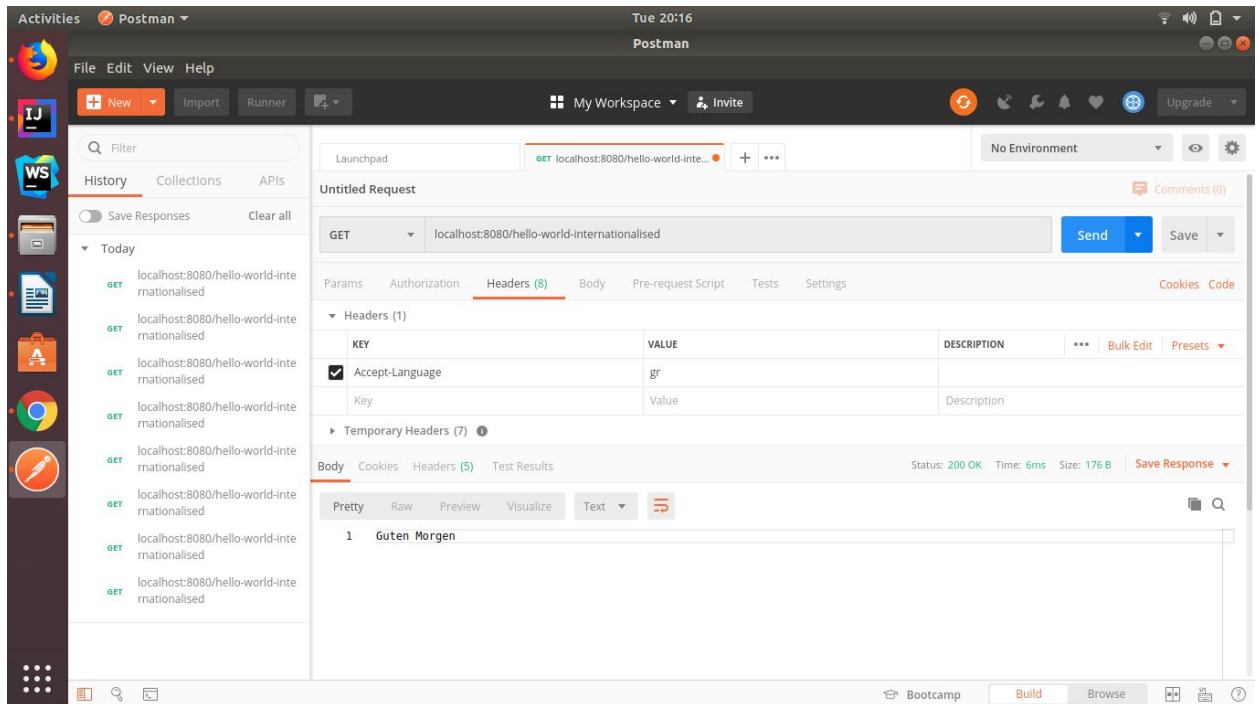 Activities Postman Tue 20:16
Postman
File Edit View Help
New Import Runner My Workspace Invite Upgrade
Filter
History Collections APIs
Save Responses Clear all
Today
GET localhost:8080/hello-world-inte
rnationalised
GET localhost:8080/hello-world-inte
rnationalised
GET localhost:8080/hello-world-inte
rnationalised
GET localhost:8080/hello-world-inte
rnationalised
GET localhost:8080/hello-world-inte
rnationalised
GET localhost:8080/hello-world-inte
rnationalised
GET localhost:8080/hello-world-inte
rnationalised
GET localhost:8080/hello-world-inte
rnationalised
Launchpad GET localhost:8080/hello-world-inte... + ••• No Environment
Untitled Request Comments (0)
GET localhost:8080/hello-world-internationalised Send Save
Params Authorization Headers (8) Body Pre-request Script Tests Settings Cookies Code
Headers (1)
KEY VALUE DESCRIPTION ••• Bulk Edit Presets
Accept-Language gr
Key Value Description
Temporary Headers (7)
Body Cookies Headers (5) Test Results Status: 200 OK Time: 6ms Size: 176 B Save Response
Pretty Raw Preview Visualize Text
1 Guten Morgen
Bootcamp Build Browse
IJ
WS